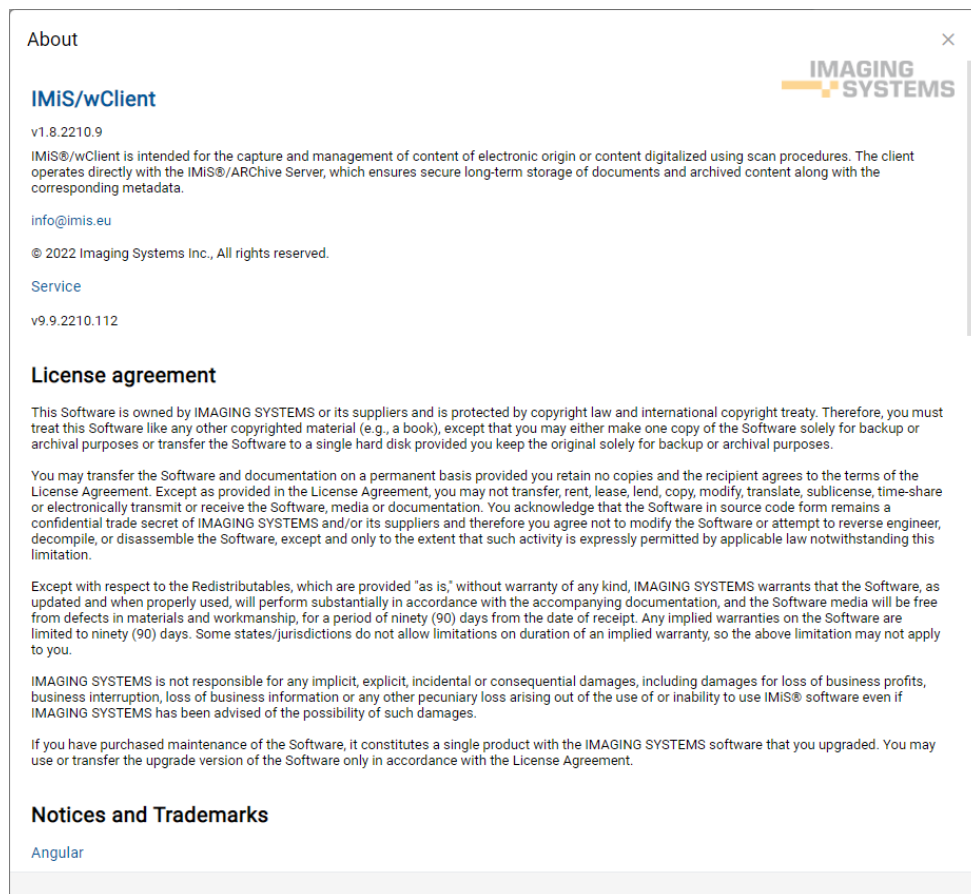 About
IMAGING
SYSTEMS
IMiS/wClient
v1.8.2210.9
IMiS®/wClient is intended for the capture and management of content of electronic origin or content digitalized using scan procedures. The client
operates directly with the IMiS®/ARChive Server, which ensures secure long-term storage of documents and archived content along with the
corresponding metadata.
info@imis.eu
© 2022 Imaging Systems Inc., All rights reserved.
Service
v9.9.2210.112
License agreement
This Software is owned by IMAGING SYSTEMS or its suppliers and is protected by copyright law and international copyright treaty. Therefore, you must
treat this Software like any other copyrighted material (e.g., a book), except that you may either make one copy of the Software solely for backup or
archival purposes or transfer the Software to a single hard disk provided you keep the original solely for backup or archival purposes.
You may transfer the Software and documentation on a permanent basis provided you retain no copies and the recipient agrees to the terms of the
License Agreement. Except as provided in the License Agreement, you may not transfer, rent, lease, lend, copy, modify, translate, sublicense, time-share
or electronically transmit or receive the Software, media or documentation. You acknowledge that the Software in source code form remains a
confidential trade secret of IMAGING SYSTEMS and/or its suppliers and therefore you agree not to modify the Software or attempt to reverse engineer,
decompile, or disassemble the Software, except and only to the extent that such activity is expressly permitted by applicable law notwithstanding this
limitation.
Except with respect to the Redistributables, which are provided "as is," without warranty of any kind, IMAGING SYSTEMS warrants that the Software, as
updated and when properly used, will perform substantially in accordance with the accompanying documentation, and the Software media will be free
from defects in materials and workmanship, for a period of ninety (90) days from the date of receipt. Any implied warranties on the Software are
limited to ninety (90) days. Some states/jurisdictions do not allow limitations on duration of an implied warranty, so the above limitation may not apply
to you.
IMAGING SYSTEMS is not responsible for any implicit, explicit, incidental or consequential damages, including damages for loss of business profits,
business interruption, loss of business information or any other pecuniary loss arising out of the use of or inability to use IMiS® software even if
IMAGING SYSTEMS has been advised of the possibility of such damages.
If you have purchased maintenance of the Software, it constitutes a single product with the IMAGING SYSTEMS software that you upgraded. You may
use or transfer the upgrade version of the Software only in accordance with the License Agreement.
Notices and Trademarks
Angular